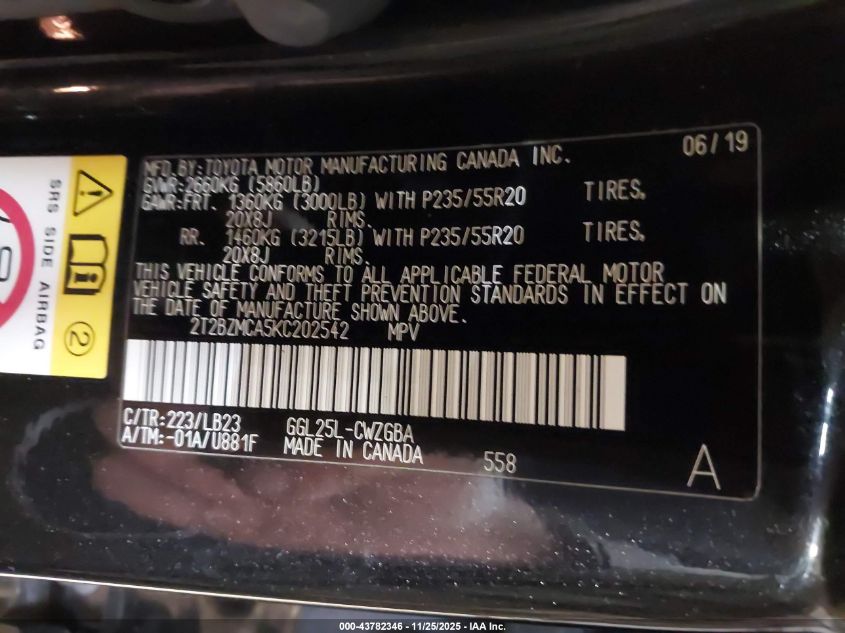 MFD.BY:TOYOTA MOTOR MANUFACTURING CANADA INC. 06/19
GVWR:2660KG (5860LB)
GAWR:FRT. 1360KG (3000LB) WITH P235/55R20 TIRES,
20X8J RIMS.
RR. 1460KG (3215LB) WITH P235/55R20 TIRES,
20X8J RIMS.
THIS VEHICLE CONFORMS TO ALL APPLICABLE FEDERAL MOTOR
VEHICLE SAFETY AND THEFT PREVENTION STANDARDS IN EFFECT ON
THE DATE OF MANUFACTURE SHOWN ABOVE.
2T2BZMCA5KC202542 MPV
C/TR:223/LB23 GGL25L-CWZGBA
A/TM:-01A/U881F MADE IN CANADA 558 A
SRS SIDE AIRBAG
2
000-43782346 - 11/25/2025 - IAA Inc.